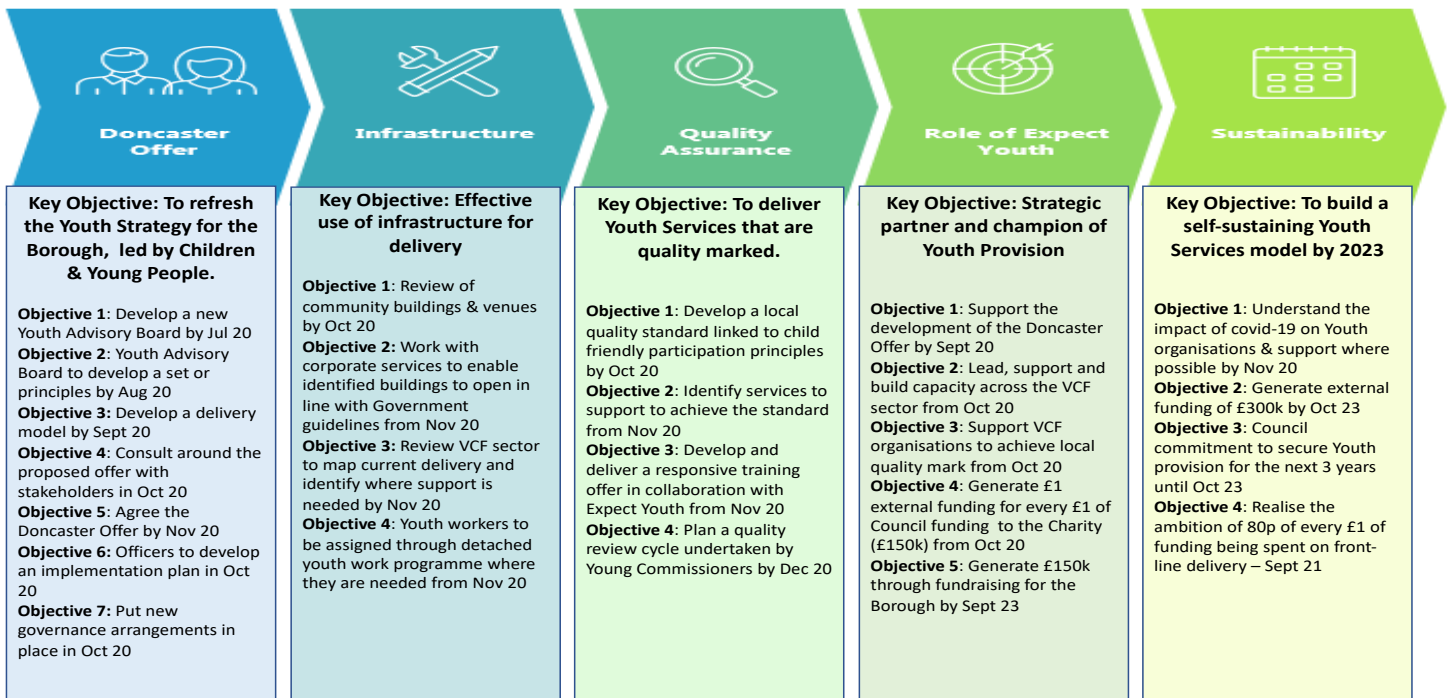 Doncaster
Offer
Key Objective: To refresh
the Youth Strategy for the
Borough, led by Children
& Young People.
Objective 1: Develop a new
Youth Advisory Board by Jul 20
Objective 2: Youth Advisory
Board to develop a set or
principles by Aug 20
Objective 3: Develop a delivery
model by Sept 20
Objective 4: Consult around the
proposed offer with
stakeholders in Oct 20
Objective 5: Agree the
Doncaster Offer by Nov 20
Objective 6: Officers to develop
an implementation plan in Oct
20
Objective 7: Put new
governance arrangements in
place in Oct 20
Infrastructure
Key Objective: Effective
use of infrastructure for
delivery
Objective 1: Review of
community buildings & venues
by Oct 20
Objective 2: Work with
corporate services to enable
identified buildings to open in
line with Government
guidelines from Nov 20
Objective 3: Review VCF sector
to map current delivery and
identify where support is
needed by Nov 20
Objective 4: Youth workers to
be assigned through detached
youth work programme where
they are needed from Nov 20
Quality
Assurance
Key Objective: To deliver
Youth Services that are
quality marked.
Objective 1: Develop a local
quality standard linked to child
friendly participation principles
by Oct 20
Objective 2: Identify services to
support to achieve the standard
from Nov 20
Objective 3: Develop and
deliver a responsive training
offer in collaboration with
Expect Youth from Nov 20
Objective 4: Plan a quality
review cycle undertaken by
Young Commissioners by Dec 20
Role of Expect
Youth
Key Objective: Strategic
partner and champion of
Youth Provision
Objective 1: Support the
development of the Doncaster
Offer by Sept 20
Objective 2: Lead, support and
build capacity across the VCF
sector from Oct 20
Objective 3: Support VCF
organisations to achieve local
quality mark from Oct 20
Objective 4: Generate £1
external funding for every £1 of
Council funding to the Charity
(£150k) from Oct 20
Objective 5: Generate £150k
through fundraising for the
Borough by Sept 23
Sustainability
Key Objective: To build a
self-sustaining Youth
Services model by 2023
Objective 1: Understand the
impact of covid-19 on Youth
organisations & support where
possible by Nov 20
Objective 2: Generate external
funding of £300k by Oct 23
Objective 3: Council
commitment to secure Youth
provision for the next 3 years
until Oct 23
Objective 4: Realise the
ambition of 80p of every £1 of
funding being spent on front-
line delivery – Sept 21